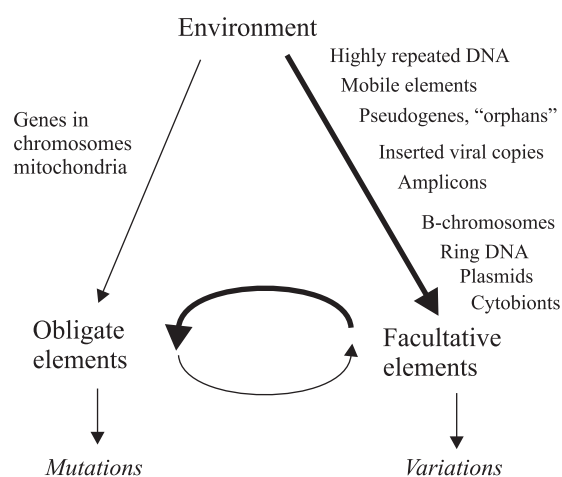 Environment
Highly repeated DNA
Mobile elements
Pseudogenes, “orphans”
Inserted viral copies
Amplicons
B-chromosomes
Ring DNA
Plasmids
Cytobionts
Genes in
chromosomes
mitochondria
Obligate
elements
Facultative
elements
Mutations
Variations